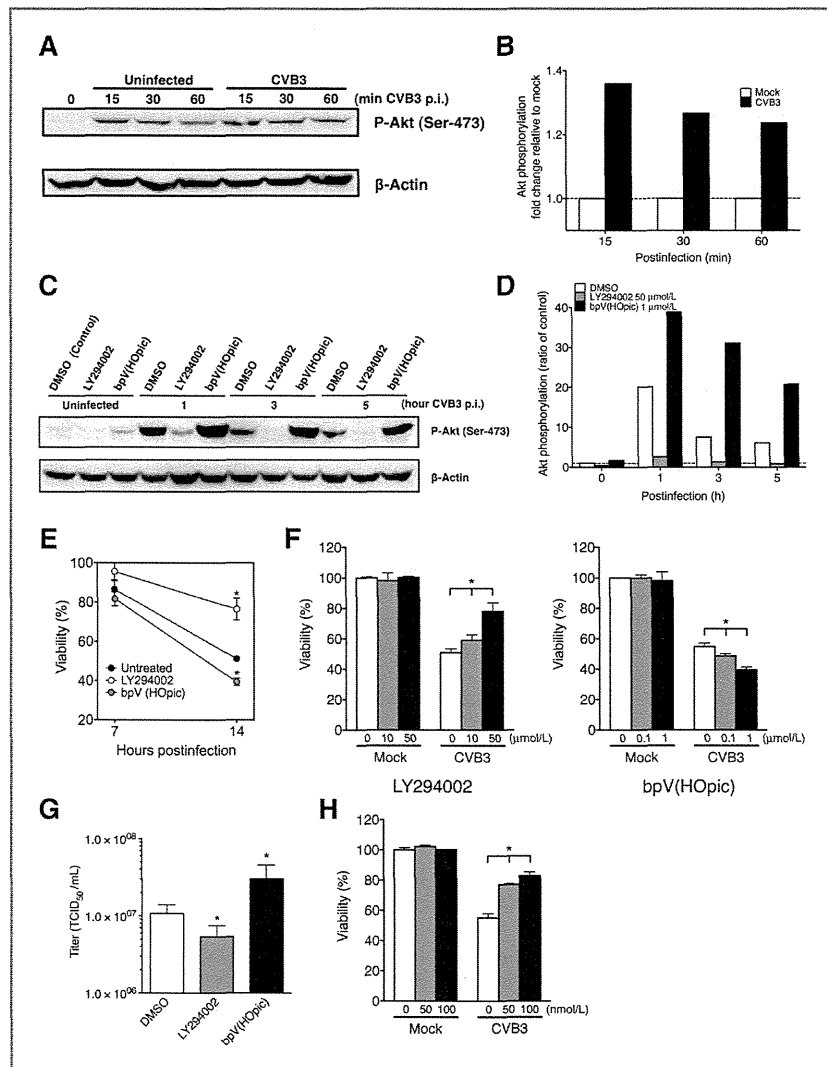 A
Uninfected CVB3
0 15 30 60 15 30 60 (min CVB3 p.i.)
P-Akt (Ser-473)
β-Actin
B
Akt phosphorylation
fold change relative to mock
1.4
1.2
1.0
Mock
CVB3
15 30 60
Postinfection (min)
C
DMSO (Control)
LY294002
bpV(HOpic)
DMSO
LY294002
bpV(HOpic)
DMSO
LY294002
bpV(HOpic)
DMSO
LY294002
bpV(HOpic)
Uninfected 1 3 5 (hour CVB3 p.i.)
P-Akt (Ser-473)
β-Actin
D
DMSO
LY294002 50 μmol/L
bpV(HOpic) 1 μmol/L
Akt phosphorylation (ratio of control)
40
30
20
10
0
0 1 3 5
Postinfection (h)
E
Viability (%)
100
80
60
40
20
Untreated
LY294002
bpV (HOpic)
*
*
7 14
Hours postinfection
F
Viability (%)
120
100
80
60
40
20
0
*
0 10 50 0 10 50 (μmol/L)
Mock CVB3
LY294002
Viability (%)
120
100
80
60
40
20
0
*
0 0.1 1 0 0.1 1 (μmol/L)
Mock CVB3
bpV(HOpic)
G
Titer (TCID50/mL)
1.0 × 10^08
1.0 × 10^07
1.0 × 10^06
*
*
DMSO
LY294002
bpV(HOpic)
H
Viability (%)
120
100
80
60
40
20
0
*
0 50 100 0 50 100 (nmol/L)
Mock CVB3